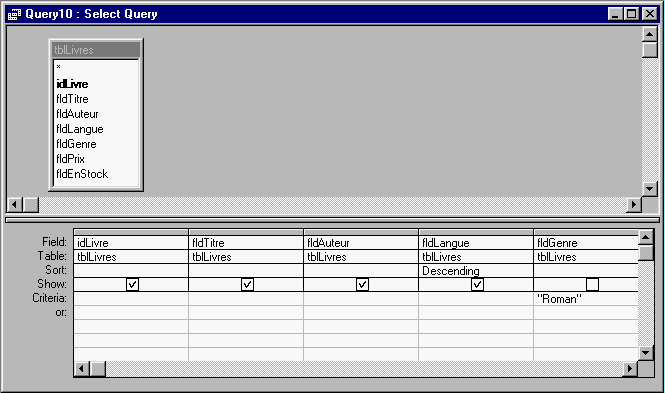 Query10 : Select Query
tblLivres
*
idLivre
fldTitre
fldAuteur
fldLangue
fldGenre
fldPrix
fldEnStock
Field: idLivre fldTitre fldAuteur fldLangue fldGenre
Table: tblLivres tblLivres tblLivres tblLivres tblLivres
Sort: Descending
Show:
Criteria: "Roman"
or: